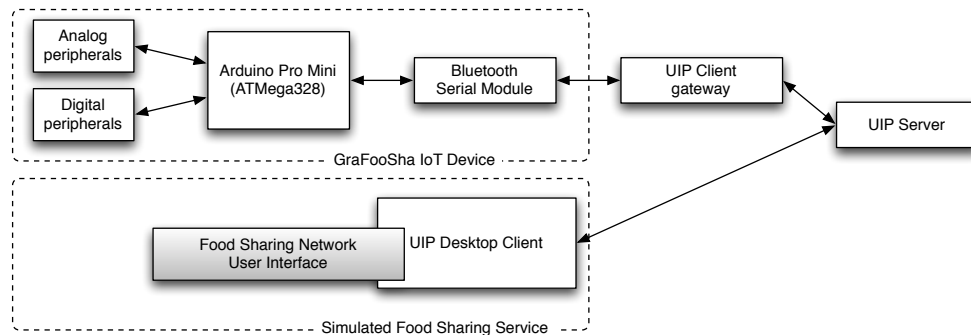 Analog
peripherals
Digital
peripherals
Arduino Pro Mini
(ATMega328)
Bluetooth
Serial Module
UIP Client
gateway
UIP Server
GraFooSha IoT Device
Food Sharing Network
User Interface
UIP Desktop Client
Simulated Food Sharing Service